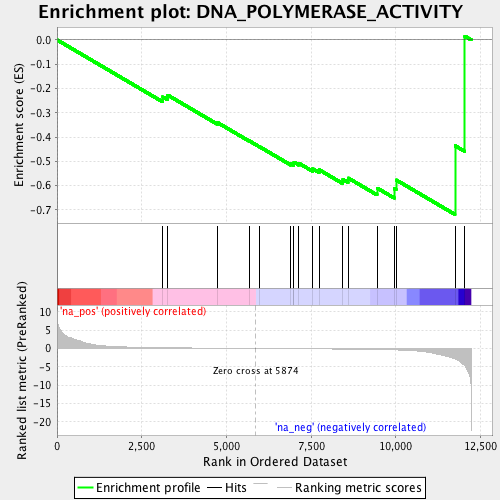 Enrichment plot: DNA_POLYMERASE_ACTIVITY
Enrichment score (ES)
0.0
-0.1
-0.2
-0.3
-0.4
-0.5
-0.6
-0.7
'na_pos' (positively correlated)
Ranked list metric (PreRanked)
10
5
0
-5
-10
-15
-20
Zero cross at 5874
'na_neg' (negatively correlated)
0
2,500
5,000
7,500
10,000
12,500
Rank in Ordered Dataset
Enrichment profile
Hits
Ranking metric scores